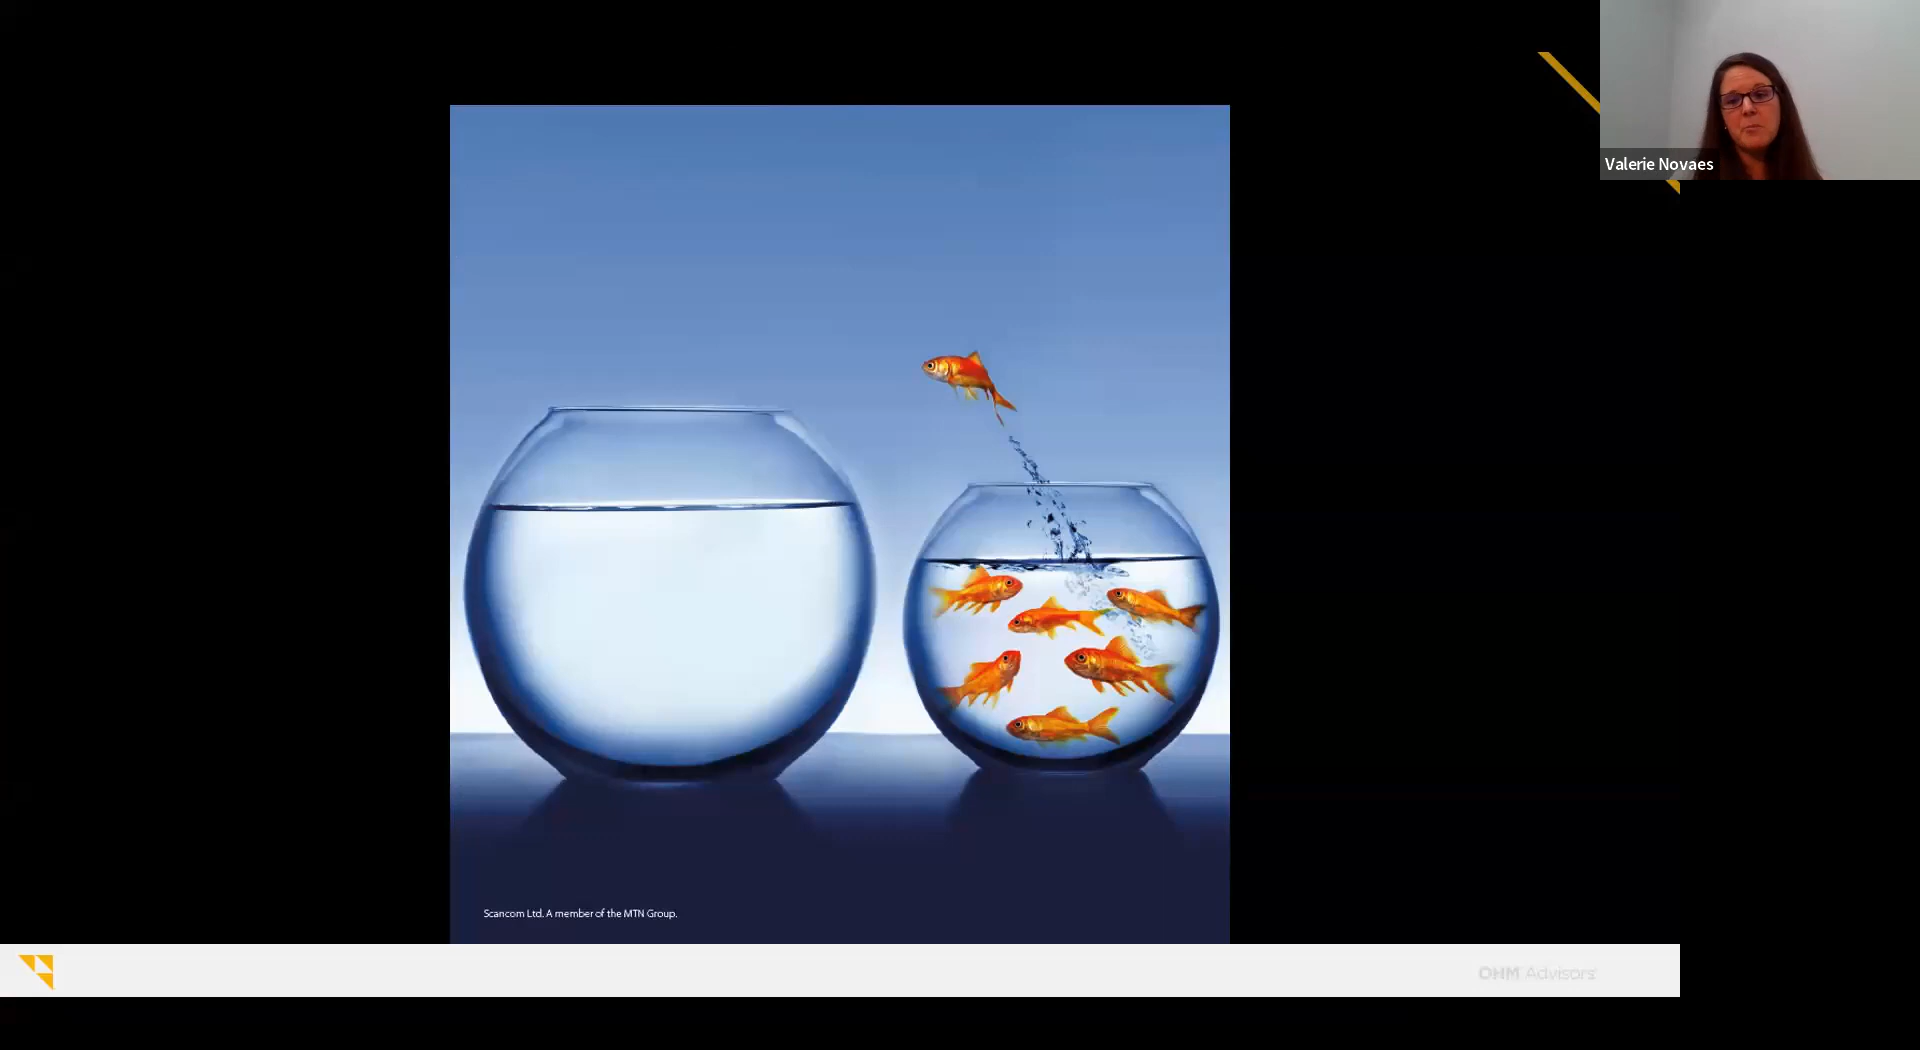 Valerie Novaes
Scancom Ltd. A member of the MTN Group.
OHM Advisors